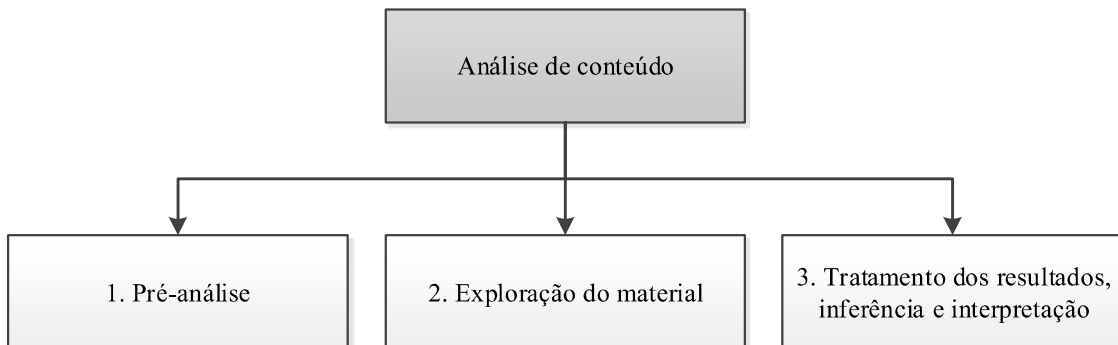 Análise de conteúdo
1. Pré-análise
2. Exploração do material
3. Tratamento dos resultados,
inferência e interpretação